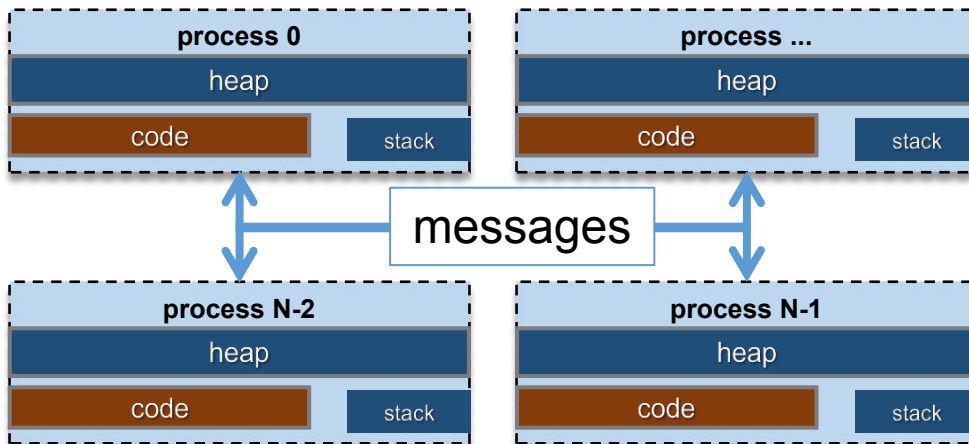 process 0
heap
code
stack
process ...
heap
code
stack
messages
process N-2
heap
code
stack
process N-1
heap
code
stack